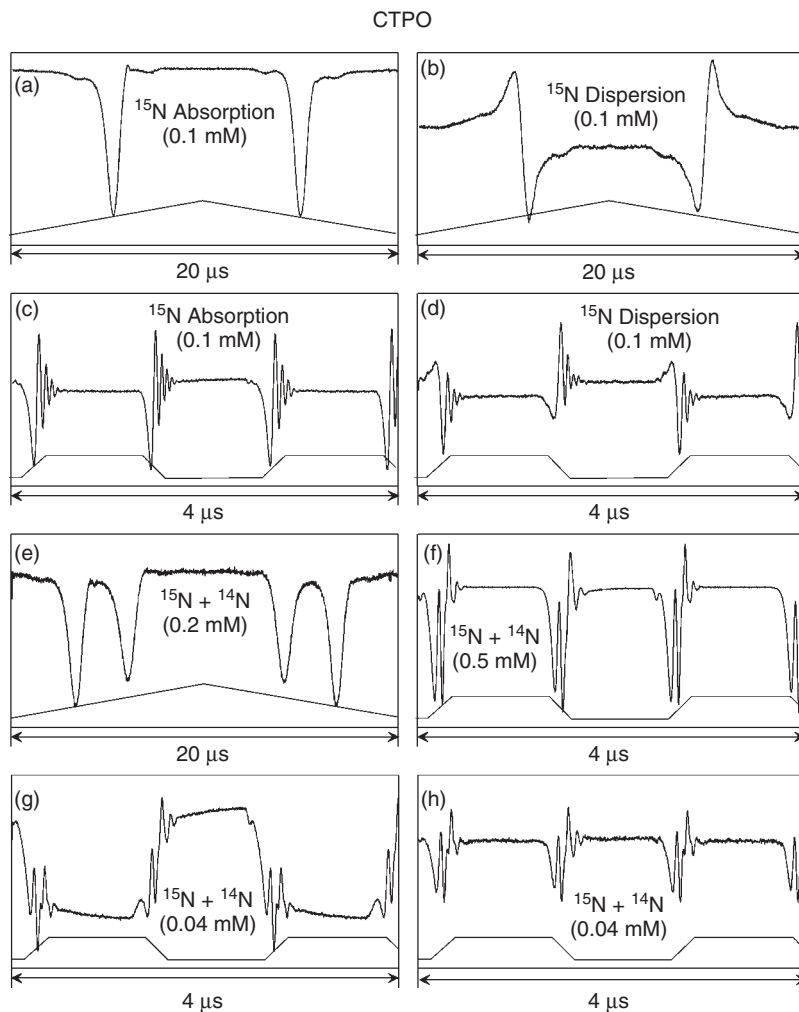 CTPO
(a)
¹⁵N Absorption
(0.1 mM)
20 μs
(b)
¹⁵N Dispersion
(0.1 mM)
20 μs
(c)
¹⁵N Absorption
(0.1 mM)
4 μs
(d)
¹⁵N Dispersion
(0.1 mM)
4 μs
(e)
¹⁵N + ¹⁴N
(0.2 mM)
20 μs
(f)
¹⁵N + ¹⁴N
(0.5 mM)
4 μs
(g)
¹⁵N + ¹⁴N
(0.04 mM)
4 μs
(h)
¹⁵N + ¹⁴N
(0.04 mM)
4 μs